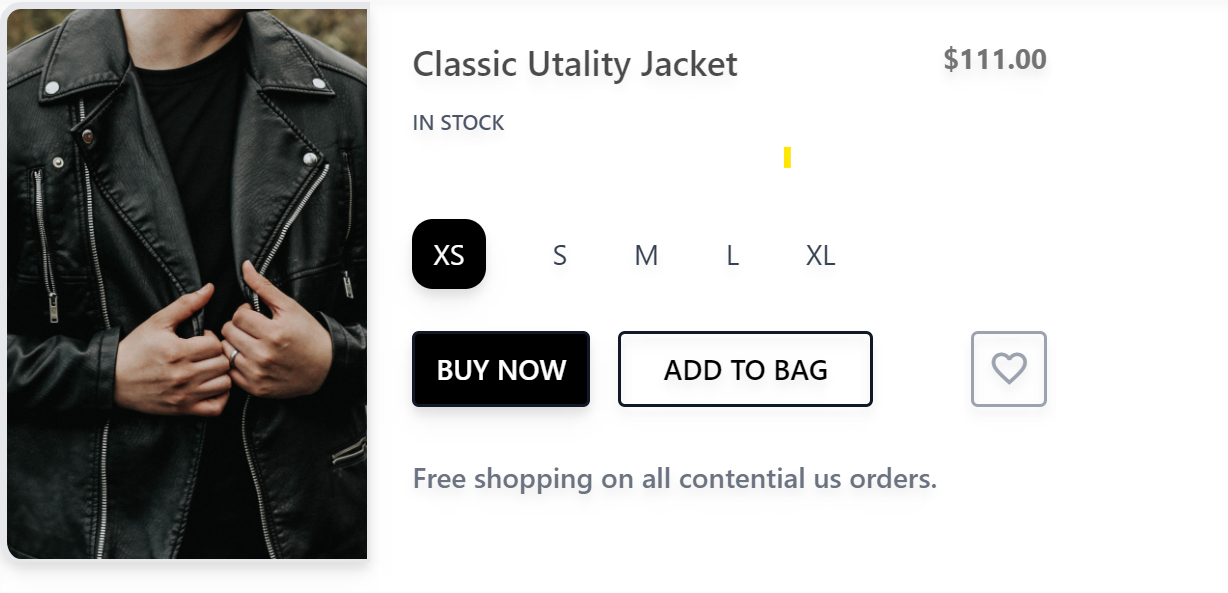 Classic Utality Jacket
$111.00
IN STOCK
XS S M L XL
BUY NOW ADD TO BAG
Free shopping on all contential us orders.